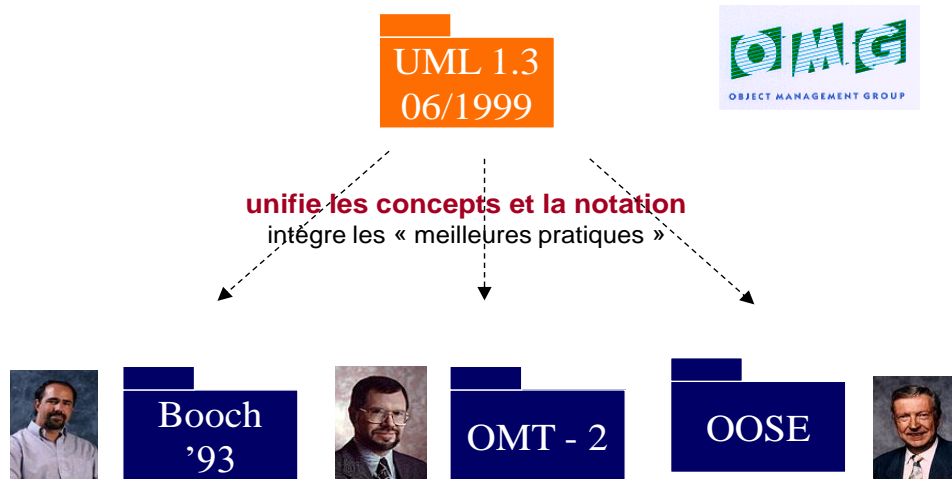 UML 1.3
06/1999
OMG
OBJECT MANAGEMENT GROUP
unifie les concepts et la notation
intègre les « meilleures pratiques »
Booch
’93
OMT - 2
OOSE